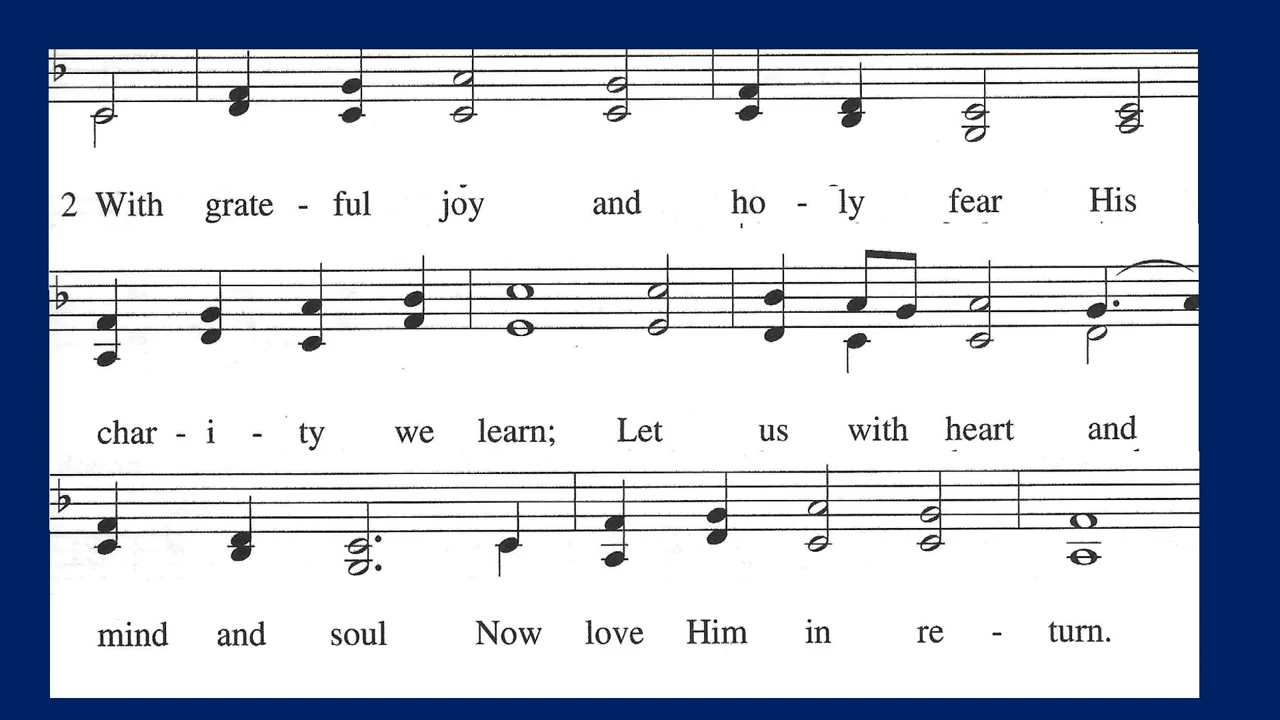 2 With grate - ful joy and ho - ly fear His
char - i - ty we learn; Let us with heart and
mind and soul Now love Him in re - turn.